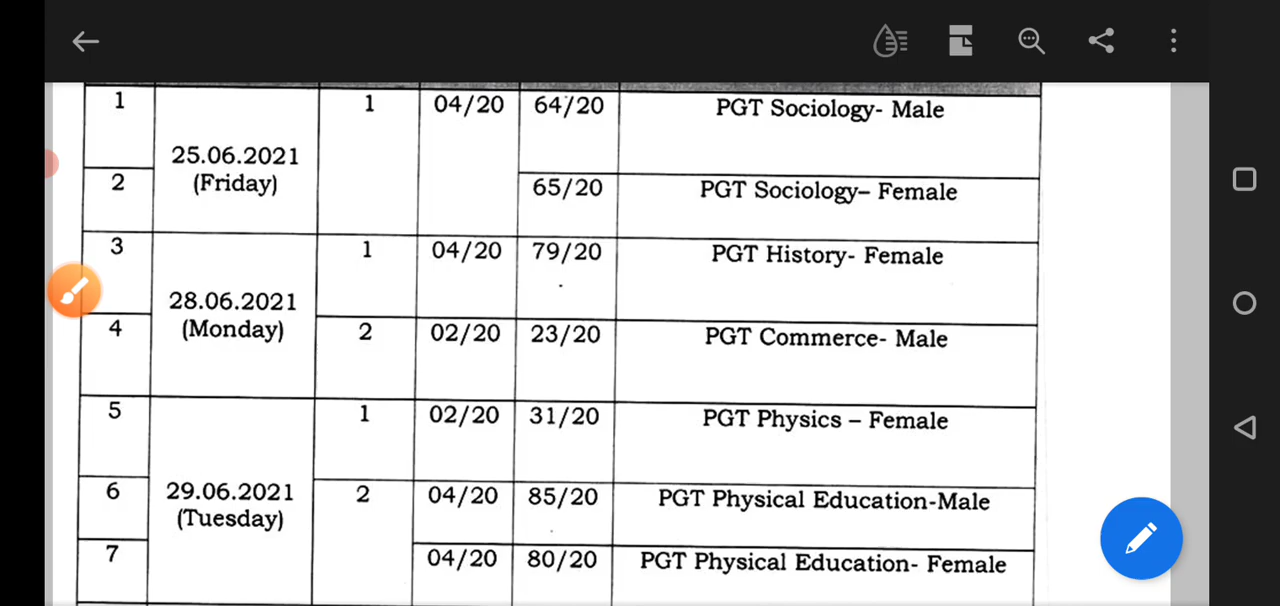 1 1 04/20 64/20 PGT Sociology- Male
25.06.2021
(Friday)
2 65/20 PGT Sociology– Female
3 1 04/20 79/20 PGT History- Female
28.06.2021
(Monday)
4 2 02/20 23/20 PGT Commerce- Male
5 1 02/20 31/20 PGT Physics – Female
6 29.06.2021 2 04/20 85/20 PGT Physical Education-Male
(Tuesday)
7 04/20 80/20 PGT Physical Education- Female